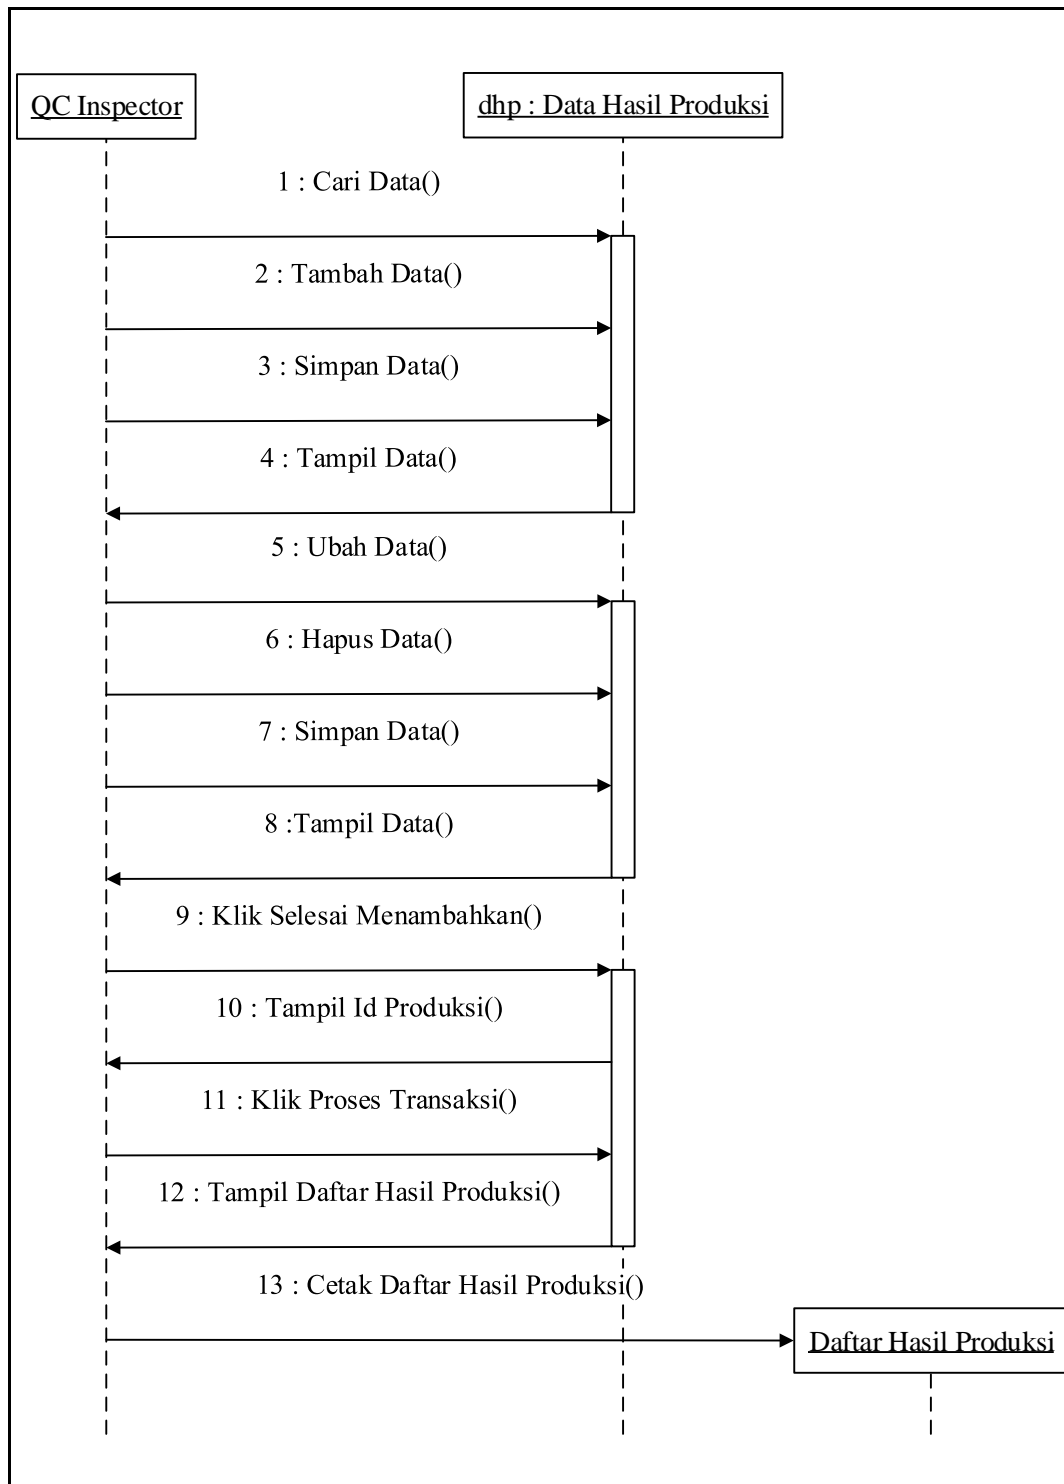 QC Inspector
dhp : Data Hasil Produksi
1 : Cari Data()
2 : Tambah Data()
3 : Simpan Data()
4 : Tampil Data()
5 : Ubah Data()
6 : Hapus Data()
7 : Simpan Data()
8 :Tampil Data()
9 : Klik Selesai Menambahkan()
10 : Tampil Id Produksi()
11 : Klik Proses Transaksi()
12 : Tampil Daftar Hasil Produksi()
13 : Cetak Daftar Hasil Produksi()
Daftar Hasil Produksi